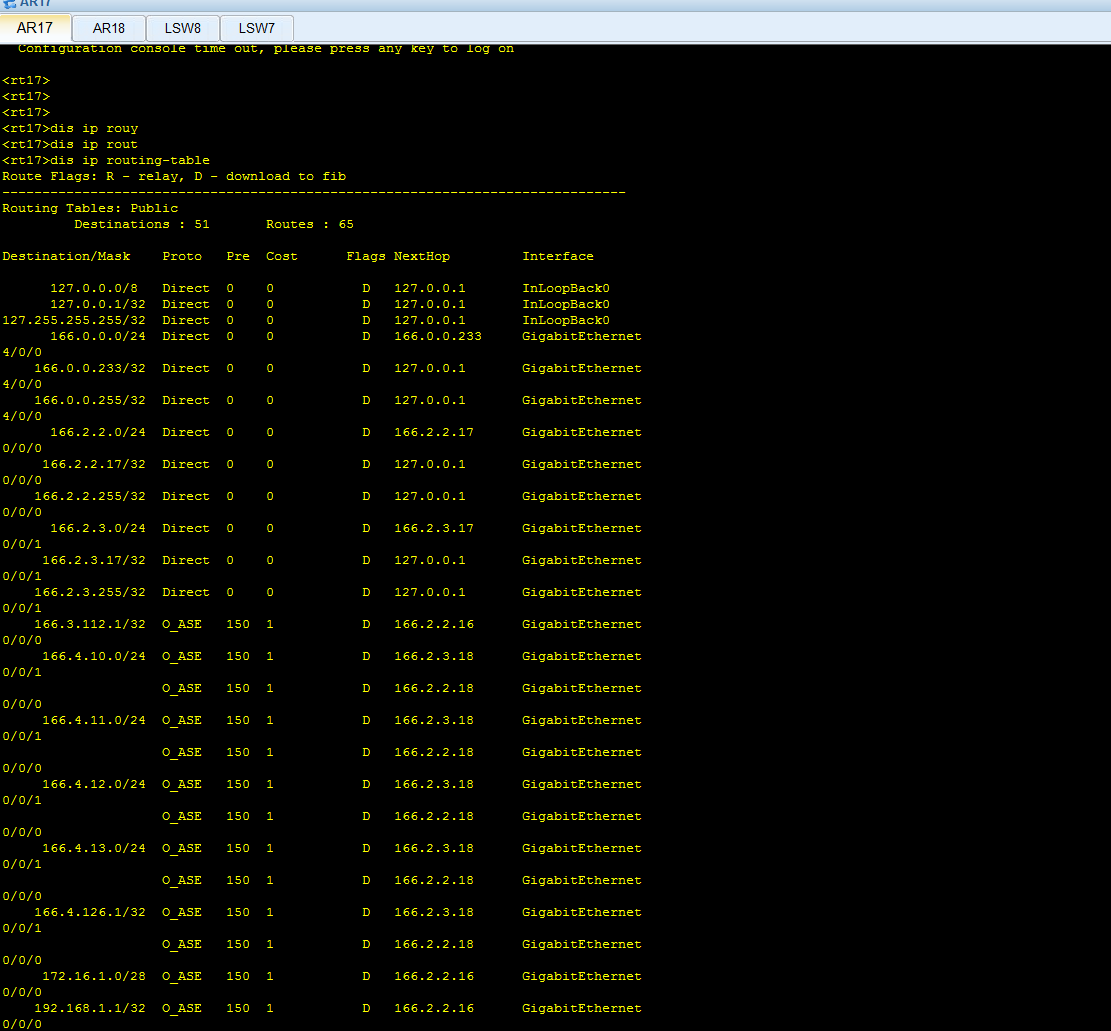 AR17
AR17 AR18 LSW8 LSW7
Configuration console time out, please press any key to log on
<rt17>
<rt17>
<rt17>
<rt17>dis ip rouy
<rt17>dis ip rout
<rt17>dis ip routing-table
Route Flags: R - relay, D - download to fib
------------------------------------------------------------------------------
Routing Tables: Public
Destinations : 51 Routes : 65
Destination/Mask Proto Pre Cost Flags NextHop Interface
127.0.0.0/8 Direct 0 0 D 127.0.0.1 InLoopBack0
127.0.0.1/32 Direct 0 0 D 127.0.0.1 InLoopBack0
127.255.255.255/32 Direct 0 0 D 127.0.0.1 InLoopBack0
166.0.0.0/24 Direct 0 0 D 166.0.0.233 GigabitEthernet
4/0/0
166.0.0.233/32 Direct 0 0 D 127.0.0.1 GigabitEthernet
4/0/0
166.0.0.255/32 Direct 0 0 D 127.0.0.1 GigabitEthernet
4/0/0
166.2.2.0/24 Direct 0 0 D 166.2.2.17 GigabitEthernet
0/0/0
166.2.2.17/32 Direct 0 0 D 127.0.0.1 GigabitEthernet
0/0/0
166.2.2.255/32 Direct 0 0 D 127.0.0.1 GigabitEthernet
0/0/0
166.2.3.0/24 Direct 0 0 D 166.2.3.17 GigabitEthernet
0/0/1
166.2.3.17/32 Direct 0 0 D 127.0.0.1 GigabitEthernet
0/0/1
166.2.3.255/32 Direct 0 0 D 127.0.0.1 GigabitEthernet
0/0/1
166.3.112.1/32 O_ASE 150 1 D 166.2.2.16 GigabitEthernet
0/0/0
166.4.10.0/24 O_ASE 150 1 D 166.2.3.18 GigabitEthernet
0/0/1
O_ASE 150 1 D 166.2.2.18 GigabitEthernet
0/0/0
166.4.11.0/24 O_ASE 150 1 D 166.2.3.18 GigabitEthernet
0/0/1
O_ASE 150 1 D 166.2.2.18 GigabitEthernet
0/0/0
166.4.12.0/24 O_ASE 150 1 D 166.2.3.18 GigabitEthernet
0/0/1
O_ASE 150 1 D 166.2.2.18 GigabitEthernet
0/0/0
166.4.13.0/24 O_ASE 150 1 D 166.2.3.18 GigabitEthernet
0/0/1
O_ASE 150 1 D 166.2.2.18 GigabitEthernet
0/0/0
166.4.126.1/32 O_ASE 150 1 D 166.2.3.18 GigabitEthernet
0/0/1
O_ASE 150 1 D 166.2.2.18 GigabitEthernet
0/0/0
172.16.1.0/28 O_ASE 150 1 D 166.2.2.16 GigabitEthernet
0/0/0
192.168.1.1/32 O_ASE 150 1 D 166.2.2.16 GigabitEthernet
0/0/0